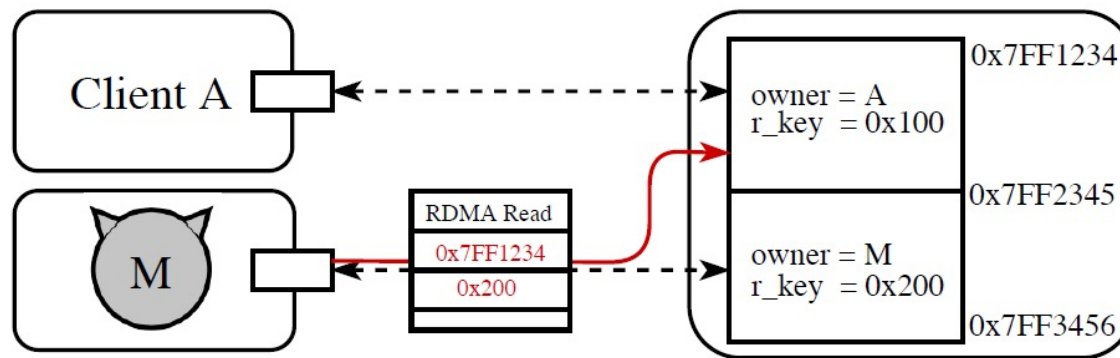 Client A
owner = A
r_key = 0x100
0x7FF1234
0x7FF2345
M
RDMA Read
0x7FF1234
0x200
owner = M
r_key = 0x200
0x7FF3456